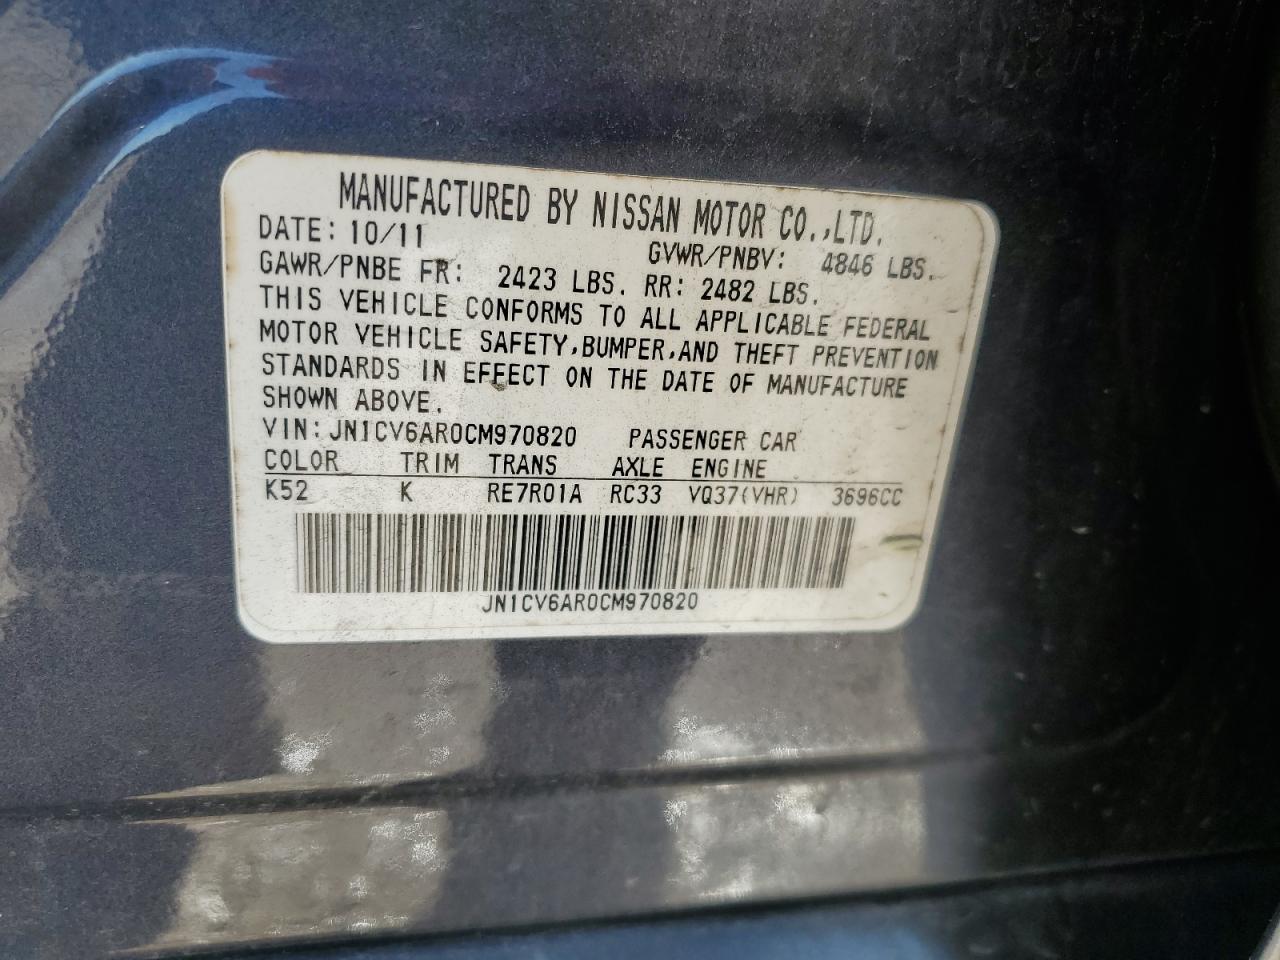 MANUFACTURED BY NISSAN MOTOR CO.,LTD.
DATE: 10/11 GVWR/PNBV: 4846 LBS.
GAWR/PNBE FR: 2423 LBS. RR: 2482 LBS.
THIS VEHICLE CONFORMS TO ALL APPLICABLE FEDERAL
MOTOR VEHICLE SAFETY,BUMPER,AND THEFT PREVENTION
STANDARDS IN EFFECT ON THE DATE OF MANUFACTURE
SHOWN ABOVE.
VIN: JN1CV6AR0CM970820 PASSENGER CAR
COLOR TRIM TRANS AXLE ENGINE
K52 K RE7R01A RC33 VQ37(VHR) 3696CC
JN1CV6AR0CM970820